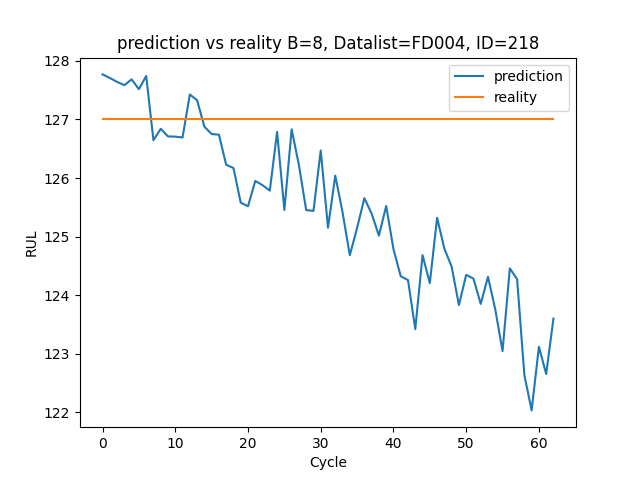 prediction vs reality B=8, Datalist=FD004, ID=218
prediction
reality
128
127
126
125
124
123
122
RUL
0 10 20 30 40 50 60
Cycle